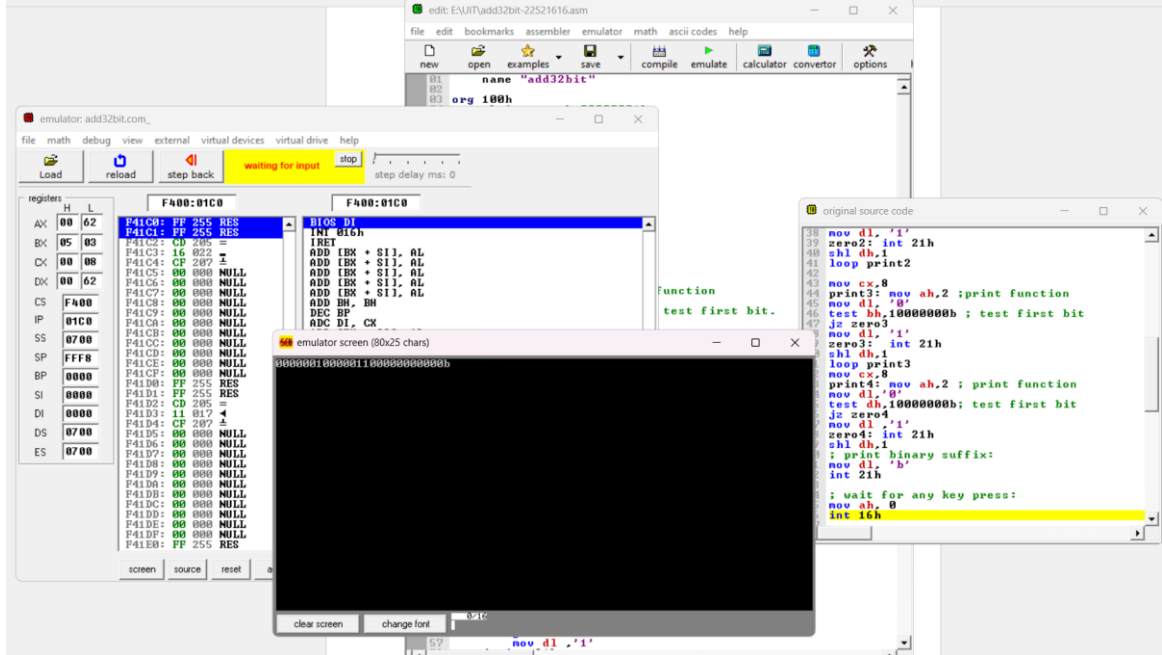 edit: E:\UIT\add32bit-22521616.asm
file edit bookmarks assembler emulator math ascii codes help
new open examples save compile emulate calculator convertor options
01 name "add32bit"
02
03 org 100h
emulator: add32bit.com_
file math debug view external virtual devices virtual drive help
Load reload step back waiting for input stop step delay ms: 0
registers
H L
AX 00 62
BX 05 03
CX 00 08
DX 00 62
CS F400
IP 01C0
SS 0700
SP FFF8
BP 0000
SI 0000
DI 0000
DS 0700
ES 0700
F400:01C0 F400:01C0
F41C0: FF 255 RES
F41C1: FF 255 RES
F41C2: CD 205 =
F41C3: 16 022 ▬
F41C4: CF 207 ╧
F41C5: 00 000 NULL
F41C6: 00 000 NULL
F41C7: 00 000 NULL
F41C8: 00 000 NULL
F41C9: 00 000 NULL
F41CA: 00 000 NULL
F41CB: 00 000 NULL
F41CC: 00 000 NULL
F41CD: 00 000 NULL
F41CE: 00 000 NULL
F41CF: 00 000 NULL
F41D0: FF 255 RES
F41D1: FF 255 RES
F41D2: CD 205 =
F41D3: 11 017 ◄
F41D4: CF 207 ╧
F41D5: 00 000 NULL
F41D6: 00 000 NULL
F41D7: 00 000 NULL
F41D8: 00 000 NULL
F41D9: 00 000 NULL
F41DA: 00 000 NULL
F41DB: 00 000 NULL
F41DC: 00 000 NULL
F41DD: 00 000 NULL
F41DE: 00 000 NULL
F41DF: 00 000 NULL
F41E0: FF 255 RES
BIOS DI
INT 016h
IRET
ADD [BX + SI], AL
ADD [BX + SI], AL
ADD [BX + SI], AL
ADD [BX + SI], AL
ADD [BX + SI], AL
ADD BH, BH
DEC BP
ADC DI, CX
screen source reset
function
test first bit.
original source code
38 mov dl, '1'
39 zero2: int 21h
40 shl dh,1
41 loop print2
42
43 mov cx,8
44 print3: mov ah,2 ;print function
45 mov dl, '0'
46 test bh,10000000b ; test first bit
47 jz zero3
mov dl, '1'
zero3: int 21h
shl dh,1
loop print3
mov cx,8
print4: mov ah,2 ; print function
mov dl,'0'
test dh,10000000b; test first bit
jz zero4
mov dl ,'1'
zero4: int 21h
shl dh,1
; print binary suffix:
mov dl, 'b'
int 21h
; wait for any key press:
mov ah, 0
int 16h
emulator screen (80x25 chars)
clear screen change font 0/16
57 mov dl ,'1'